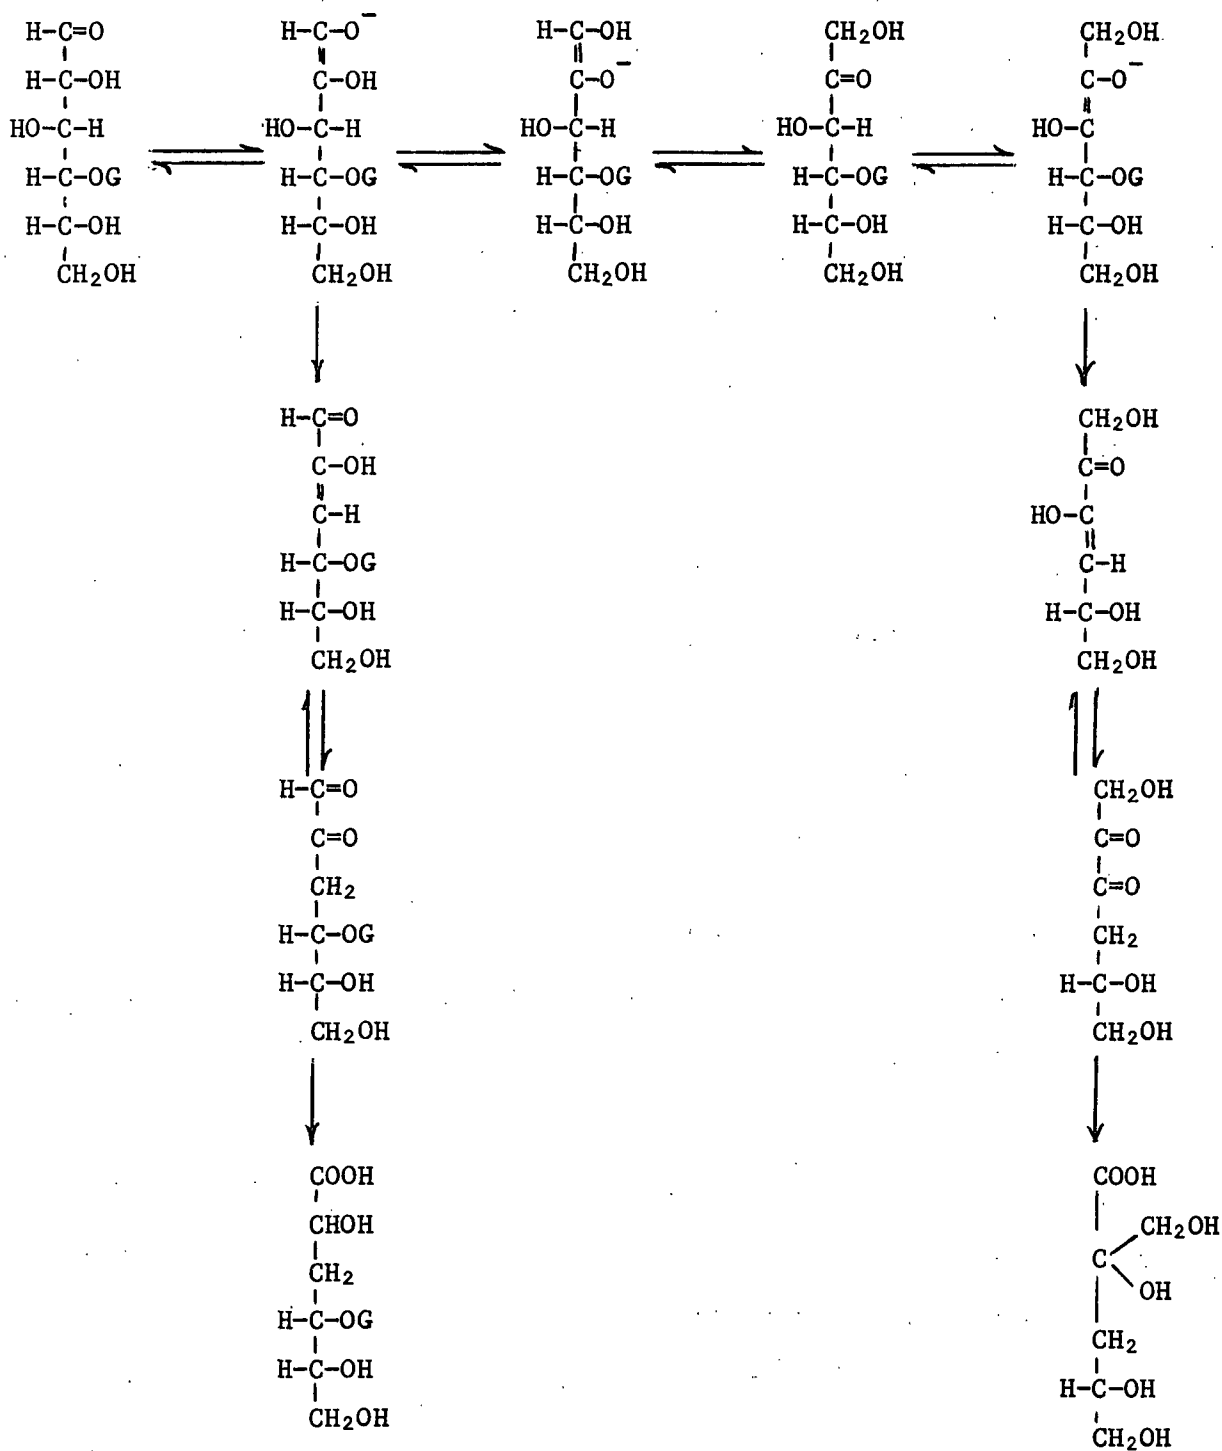 H-C=O H-C-O⁻ H-C-OH CH₂OH CH₂OH
H-C-OH C-OH C-O⁻ C=O C-O⁻
HO-C-H HO-C-H HO-C-H HO-C-H HO-C
H-C-OG H-C-OG H-C-OG H-C-OG H-C-OG
H-C-OH H-C-OH H-C-OH H-C-OH H-C-OH
CH₂OH CH₂OH CH₂OH CH₂OH CH₂OH
H-C=O CH₂OH
C-OH C=O
C-H HO-C
H-C-OG C-H
H-C-OH H-C-OH
CH₂OH CH₂OH
H-C=O CH₂OH
C=O C=O
CH₂ C=O
H-C-OG CH₂
H-C-OH H-C-OH
CH₂OH CH₂OH
COOH COOH
CHOH CH₂OH
CH₂ C
OH
H-C-OG CH₂
H-C-OH H-C-OH
CH₂OH CH₂OH